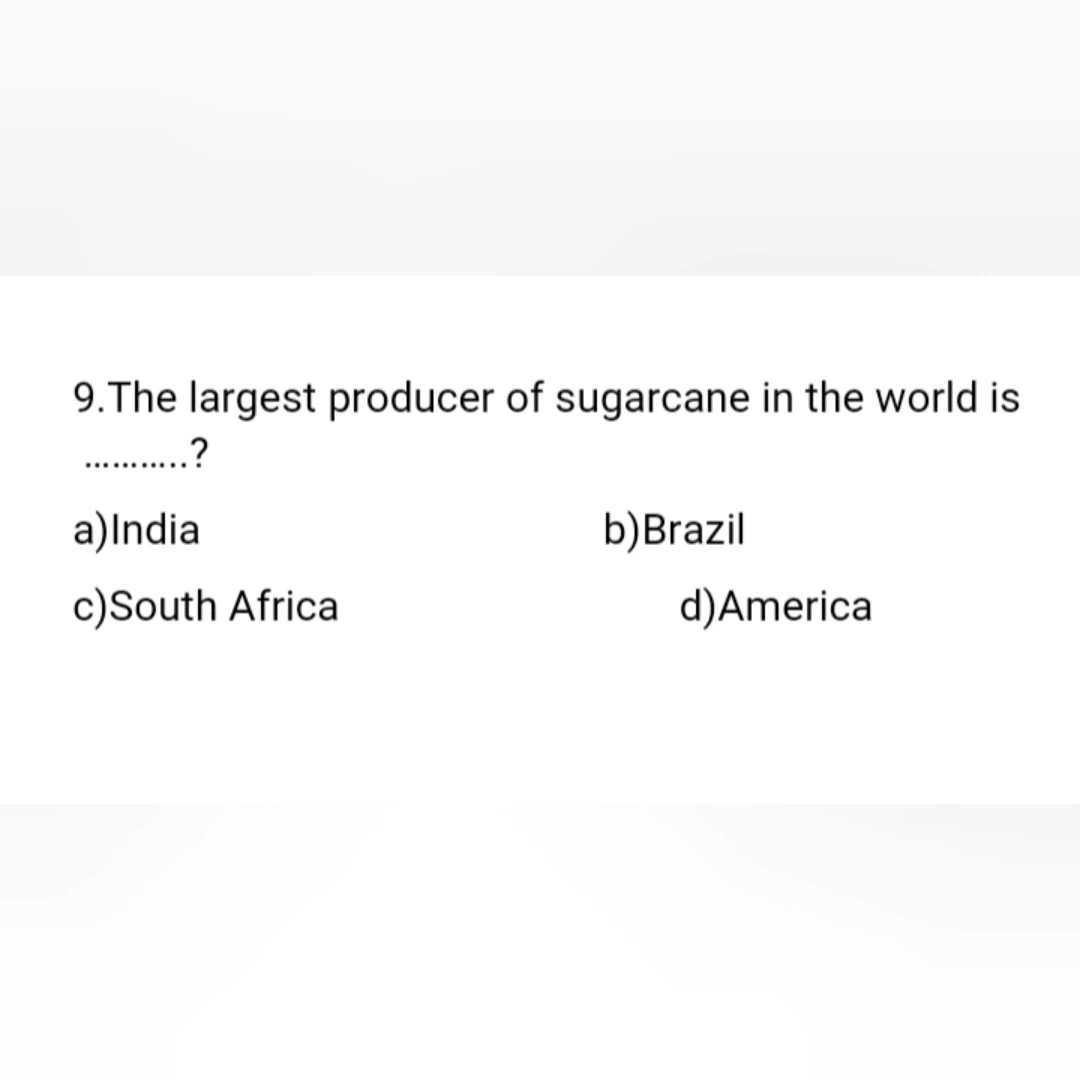 9.The largest producer of sugarcane in the world is
...........?
a)India b)Brazil
c)South Africa d)America